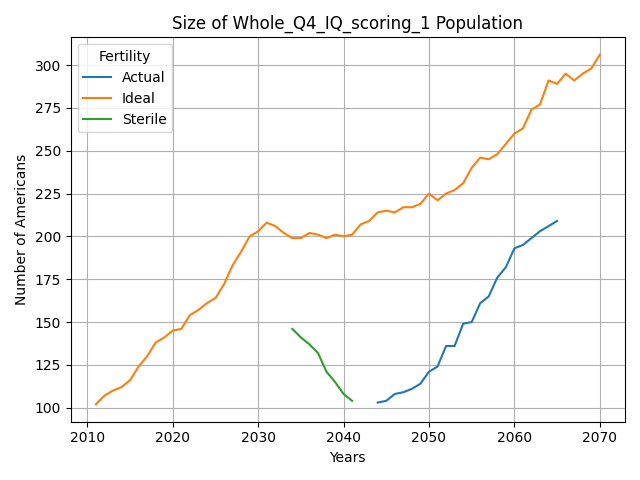 Size of Whole_Q4_IQ_scoring_1 Population
Fertility
Actual
Ideal
Sterile
Number of Americans
300
275
250
225
200
175
150
125
100
2010 2020 2030 2040 2050 2060 2070
Years